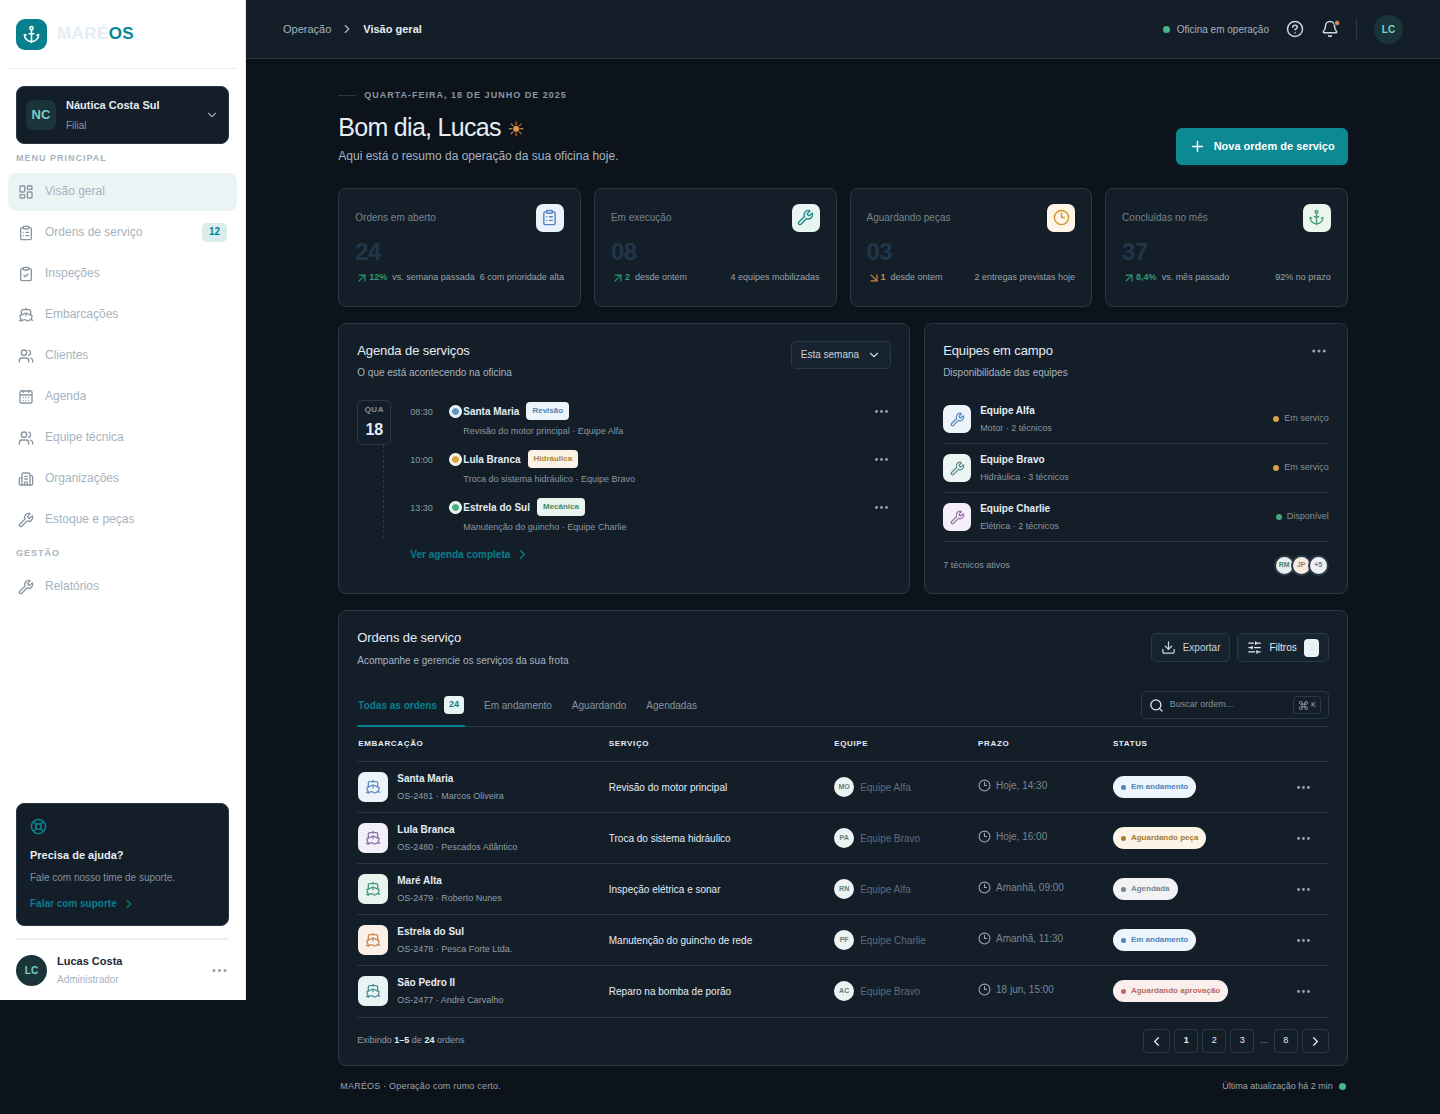 MARÉOS
Náutica Costa Sul
NC
Filial
MENU PRINCIPAL
Visão geral
Ordens de serviço 12
Inspeções
Embarcações
Clientes
Agenda
Equipe técnica
Organizações
Estoque e peças
GESTÃO
Relatórios
Precisa de ajuda?
Fale com nosso time de suporte.
Falar com suporte
LC
Lucas Costa
Administrador
Operação Visão geral
Oficina em operação
LC
QUARTA-FEIRA, 18 DE JUNHO DE 2025
Bom dia, Lucas
Aqui está o resumo da operação da sua oficina hoje.
Nova ordem de serviço
Ordens em aberto
24
12% vs. semana passada 6 com prioridade alta
Em execução
08
2 desde ontem 4 equipes mobilizadas
Aguardando peças
03
1 desde ontem 2 entregas previstas hoje
Concluídas no mês
37
8,4% vs. mês passado 92% no prazo
Agenda de serviços
O que está acontecendo na oficina
Esta semana
QUA
18
08:30 Santa Maria Revisão
Revisão do motor principal · Equipe Alfa
10:00 Lula Branca Hidráulica
Troca do sistema hidráulico · Equipe Bravo
13:30 Estrela do Sul Mecânica
Manutenção do guincho · Equipe Charlie
Ver agenda completa
Equipes em campo
Disponibilidade das equipes
Equipe Alfa
Motor · 2 técnicos
Em serviço
Equipe Bravo
Hidráulica · 3 técnicos
Em serviço
Equipe Charlie
Elétrica · 2 técnicos
Disponível
7 técnicos ativos RM JP +5
Ordens de serviço
Acompanhe e gerencie os serviços da sua frota
Exportar Filtros
Todas as ordens 24 Em andamento Aguardando Agendadas
Buscar ordem... ⌘ K
EMBARCAÇÃO SERVIÇO EQUIPE PRAZO STATUS
Santa Maria
OS-2481 · Marcos Oliveira
Revisão do motor principal MO Equipe Alfa Hoje, 14:30 Em andamento
Lula Branca
OS-2480 · Pescados Atlântico
Troca do sistema hidráulico PA Equipe Bravo Hoje, 16:00 Aguardando peça
Maré Alta
OS-2479 · Roberto Nunes
Inspeção elétrica e sonar RN Equipe Alfa Amanhã, 09:00 Agendada
Estrela do Sul
OS-2478 · Pesca Forte Ltda.
Manutenção do guincho de rede PF Equipe Charlie Amanhã, 11:30 Em andamento
São Pedro II
OS-2477 · André Carvalho
Reparo na bomba de porão AC Equipe Bravo 18 jun, 15:00 Aguardando aprovação
Exibindo 1–5 de 24 ordens
1 2 3 ... 8
MARÉOS · Operação com rumo certo.
Última atualização há 2 min